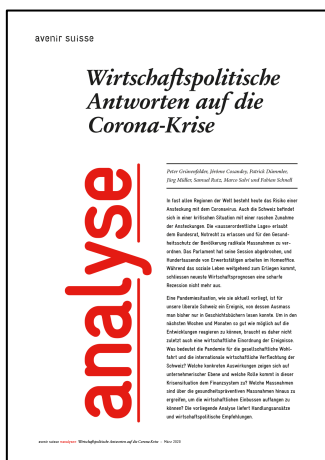 avenir suisse
Wirtschaftspolitische
Antworten auf die
Corona-Krise
analyse
Peter Grünenfelder, Jérôme Cosandey, Patrick Dümmler,
Jürg Müller, Samuel Rutz, Marco Salvi und Fabian Schnell
In fast allen Regionen der Welt besteht heute das Risiko einer
Ansteckung mit dem Coronavirus. Auch die Schweiz befindet
sich in einer kritischen Situation mit einer raschen Zunahme
der Ansteckungen. Die «ausserordentliche Lage» erlaubt
dem Bundesrat, Notrecht zu erlassen und für den Gesund-
heitsschutz der Bevölkerung radikale Massnahmen zu ver-
ordnen. Das Parlament hat seine Session abgebrochen, und
Hunderttausende von Erwerbstätigen arbeiten im Homeoffice.
Während das soziale Leben weitgehend zum Erliegen kommt,
schliessen neueste Wirtschaftsprognosen eine scharfe
Rezession nicht mehr aus.
Eine Pandemiesituation, wie sie aktuell vorliegt, ist für
unsere liberale Schweiz ein Ereignis, von dessen Ausmass
man bisher nur in Geschichtsbüchern lesen konnte. Um in den
nächsten Wochen und Monaten so gut wie möglich auf die
Entwicklungen reagieren zu können, braucht es daher nicht
zuletzt auch eine wirtschaftliche Einordnung der Ereignisse.
Was bedeutet die Pandemie für die gesellschaftliche Wohl-
fahrt und die internationale wirtschaftliche Verflechtung der
Schweiz? Welche konkreten Auswirkungen zeigen sich auf
unternehmerischer Ebene und welche Rolle kommt in dieser
Krisensituation dem Finanzsystem zu? Welche Massnahmen
sind über die gesundheitspräventiven Massnahmen hinaus zu
ergreifen, um die wirtschaftlichen Einbussen auffangen zu
können? Die vorliegende Analyse liefert Handlungsansätze
und wirtschaftspolitische Empfehlungen.
avenir suisse analyse Wirtschaftspolitische Antworten auf die Corona-Krise – März 2020